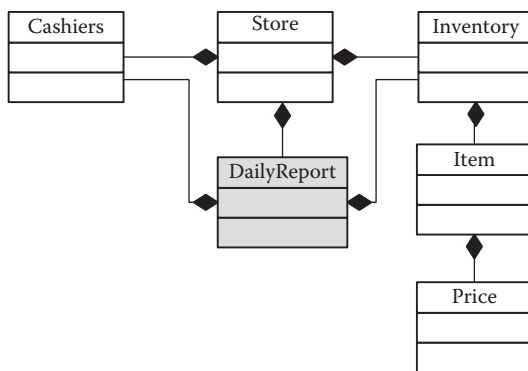 Cashiers
Store
Inventory
DailyReport
Item
Price